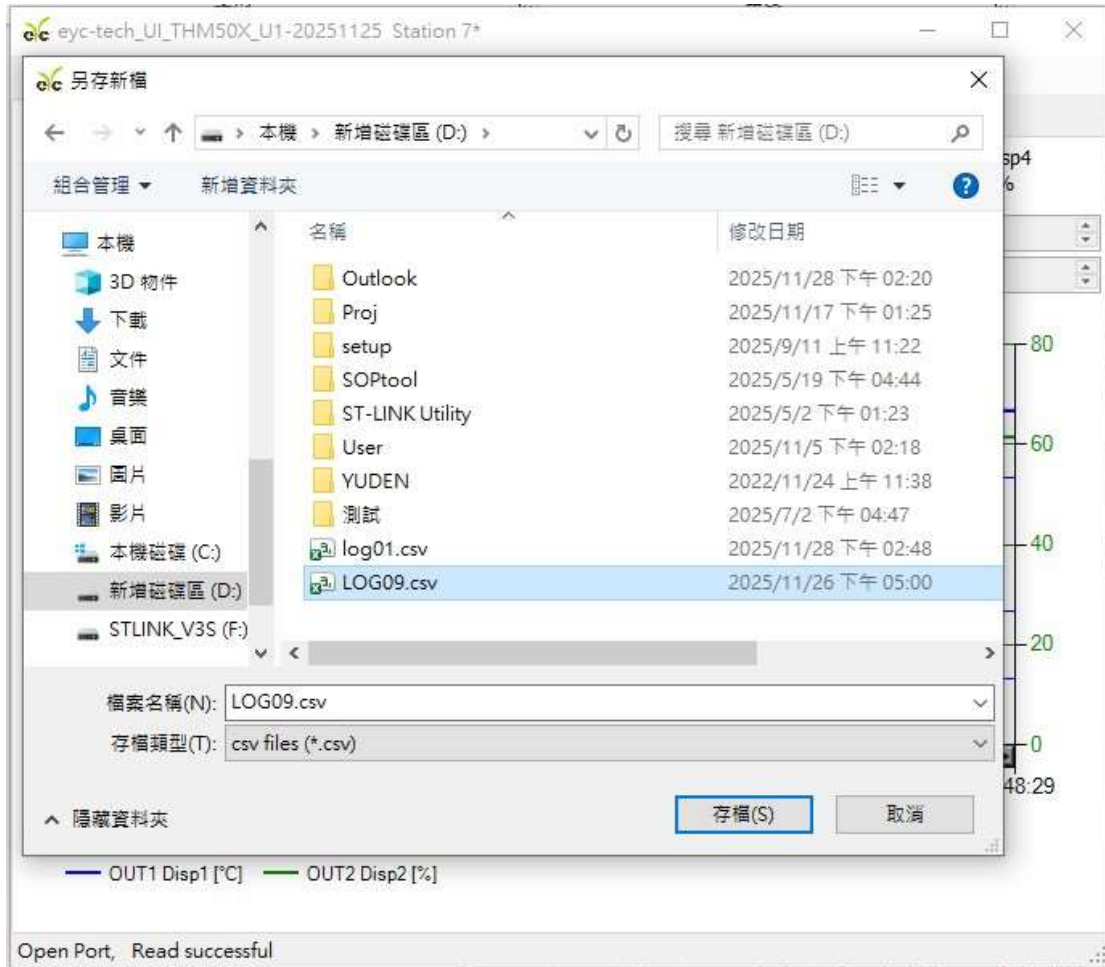 eyc-tech_UI_THM50X_U1-20251125 Station 7*
另存新檔
本機 › 新增磁碟區 (D:) ›
搜尋 新增磁碟區 (D:)
組合管理 新增資料夾
sp4
%
名稱 修改日期
本機
3D 物件
下載
文件
音樂
桌面
圖片
影片
本機磁碟 (C:)
新增磁碟區 (D:)
STLINK_V3S (F:)
Outlook 2025/11/28 下午 02:20
Proj 2025/11/17 下午 01:25
setup 2025/9/11 上午 11:22
SOPtool 2025/5/19 下午 04:44
ST-LINK Utility 2025/5/2 下午 01:23
User 2025/11/5 下午 02:18
YUDEN 2022/11/24 上午 11:38
測試 2025/7/2 下午 04:47
log01.csv 2025/11/28 下午 02:48
LOG09.csv 2025/11/26 下午 05:00
80
60
40
20
0
48:29
檔案名稱(N): LOG09.csv
存檔類型(T): csv files (*.csv)
隱藏資料夾
存檔(S) 取消
OUT1 Disp1 [°C] OUT2 Disp2 [%]
Open Port, Read successful